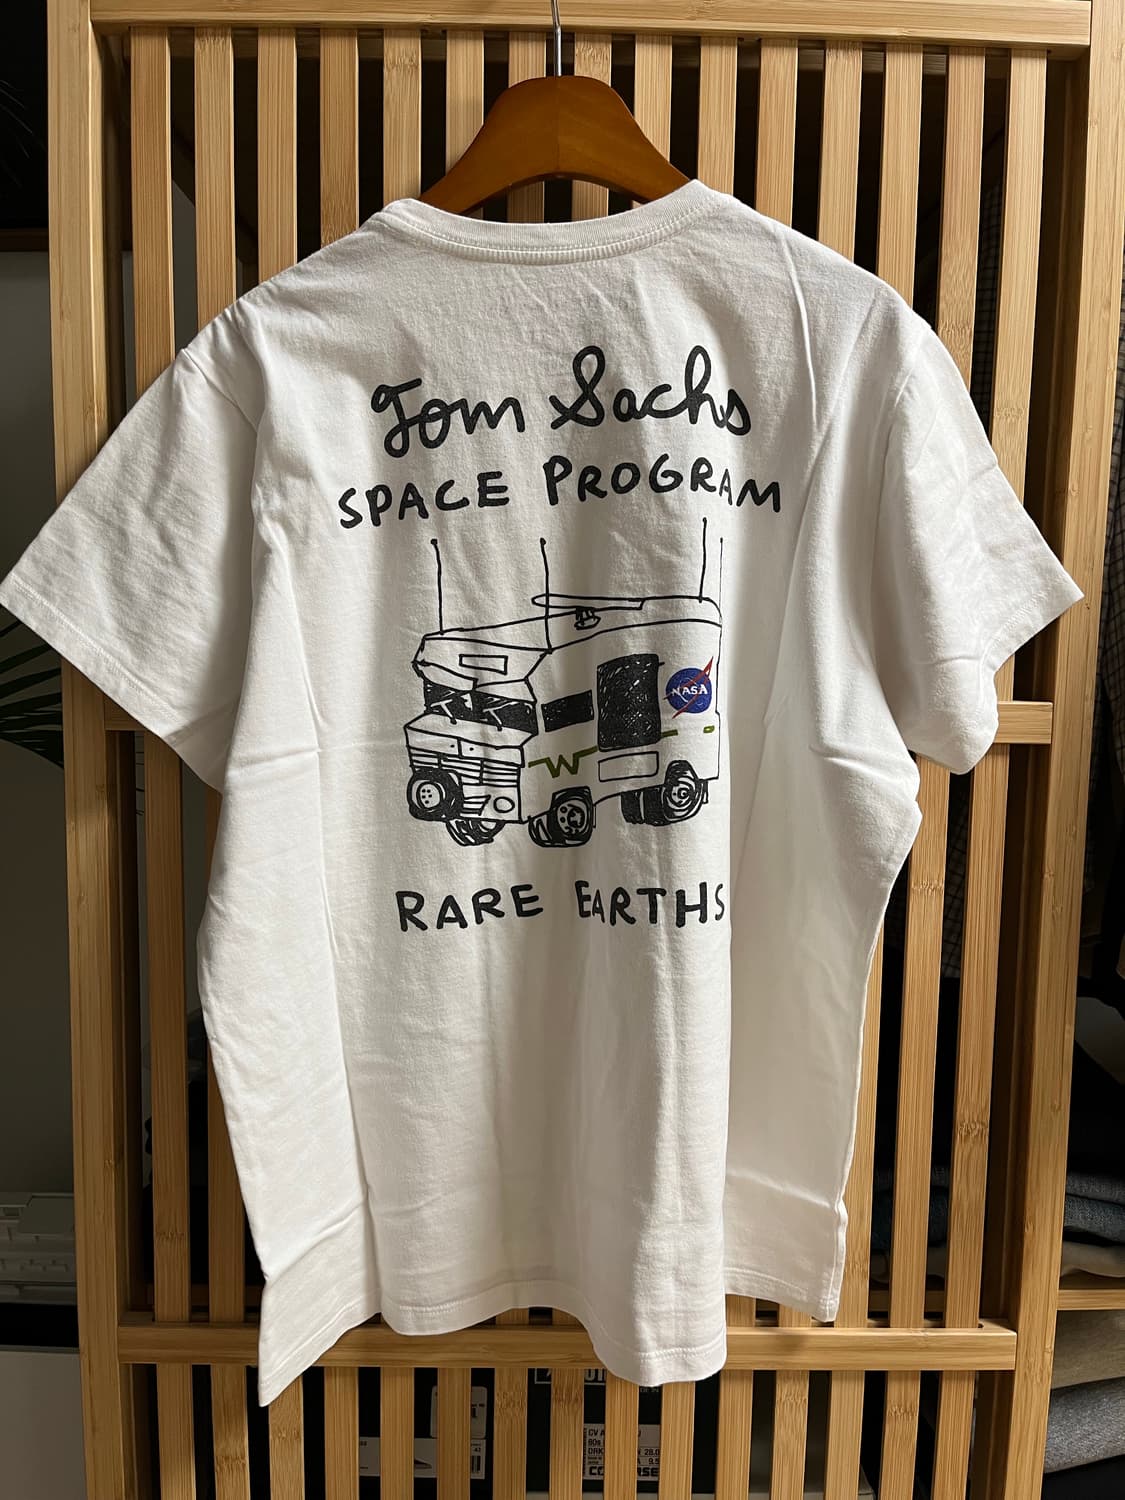 Tom Sachs
SPACE PROGRAM
NASA
W
RARE EARTHS